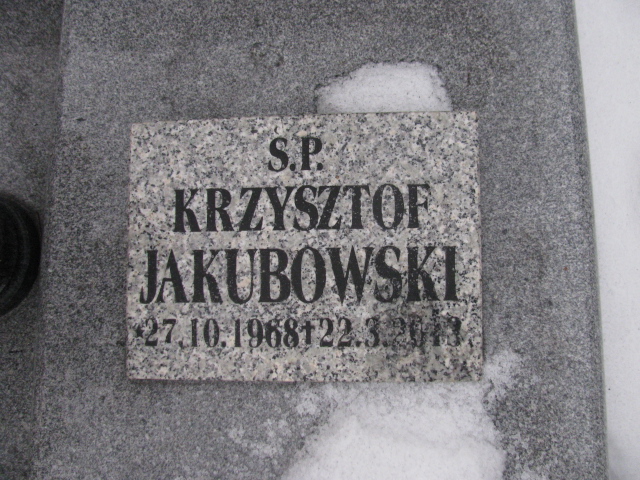 S.P.
KRZYSZTOF
JAKUBOWSKI
27.10.1968†22.3.2013